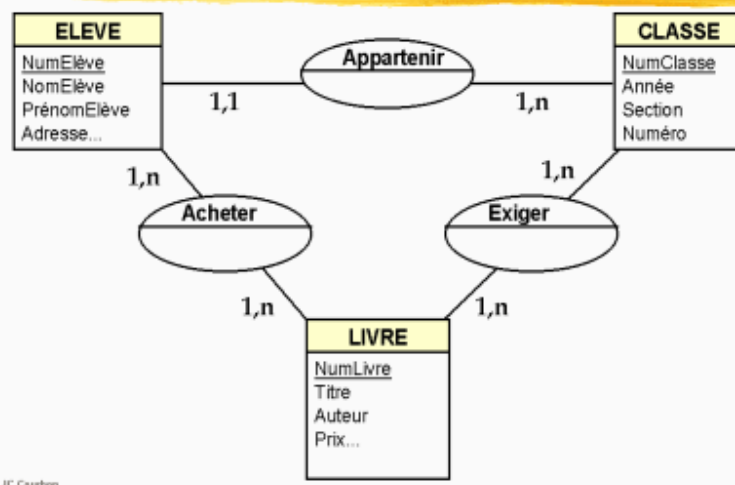 ELEVE
NumElève
NomElève
PrénomElève
Adresse...
Appartenir
CLASSE
NumClasse
Année
Section
Numéro
1,1
1,n
1,n
1,n
Acheter
Exiger
1,n
1,n
LIVRE
NumLivre
Titre
Auteur
Prix...